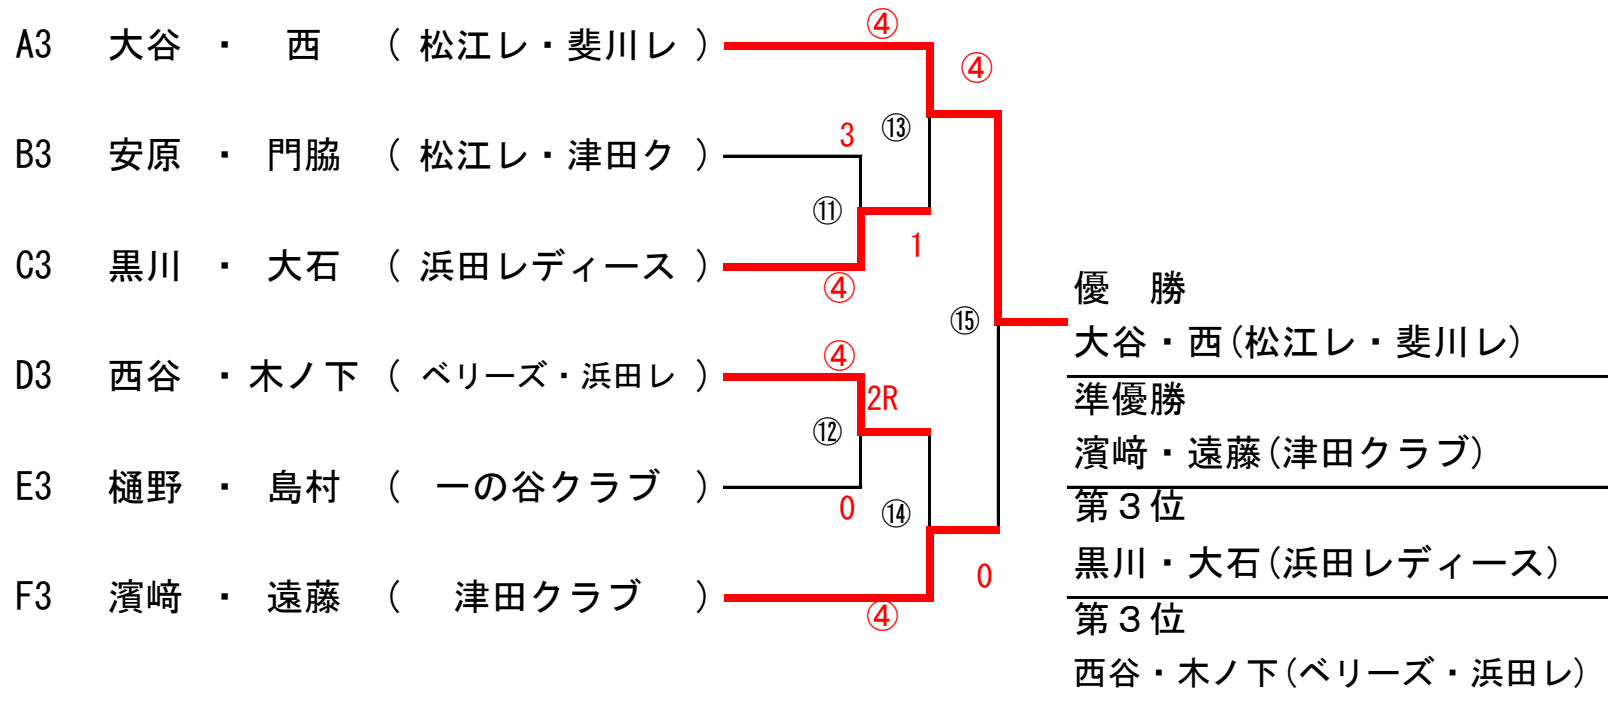 A3 大谷 ・ 西 ( 松江レ・斐川レ )
④
④
B3 安原 ・ 門脇 ( 松江レ・津田ク )
3
⑬
⑪
1
C3 黒川 ・ 大石 ( 浜田レディース )
④
⑮
D3 西谷 ・ 木ノ下 ( ベリーズ・浜田レ )
④
2R
⑫
E3 樋野 ・ 島村 ( 一の谷クラブ )
0
⑭
0
F3 濱﨑 ・ 遠藤 ( 津田クラブ )
④
優 勝
大谷・西(松江レ・斐川レ)
準優勝
濱﨑・遠藤(津田クラブ)
第3位
黒川・大石(浜田レディース)
第3位
西谷・木ノ下(ベリーズ・浜田レ)